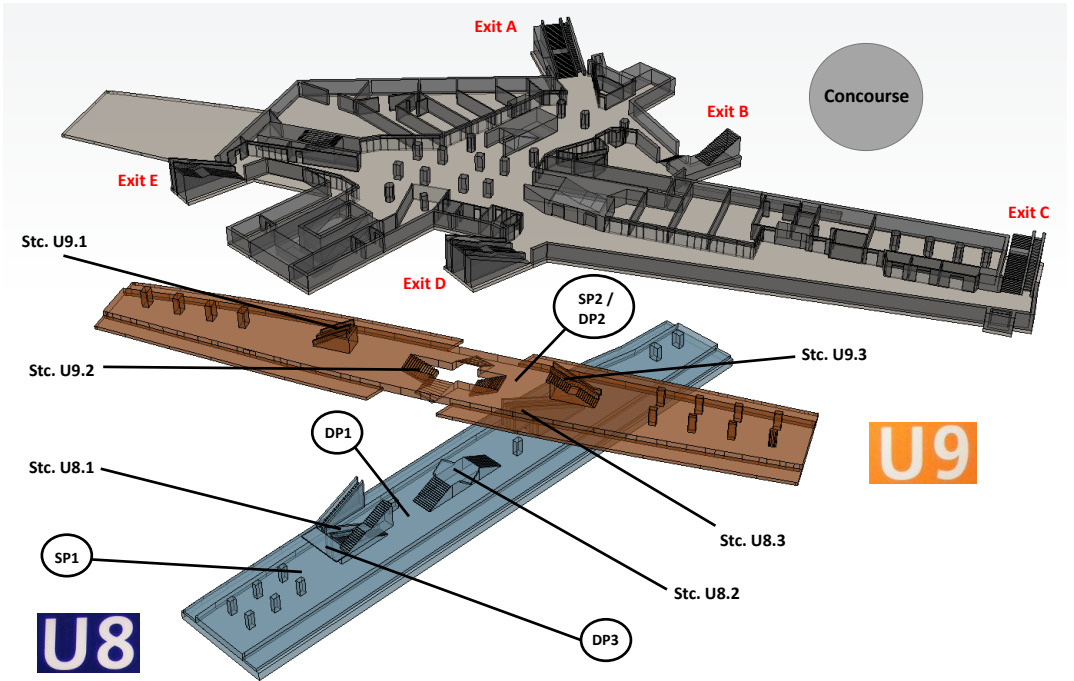 Exit A
Concourse
Exit B
Exit E
Exit C
Stc. U9.1
Exit D
SP2 /
DP2
Stc. U9.3
Stc. U9.2
DP1
U9
Stc. U8.1
Stc. U8.3
SP1
Stc. U8.2
U8
DP3